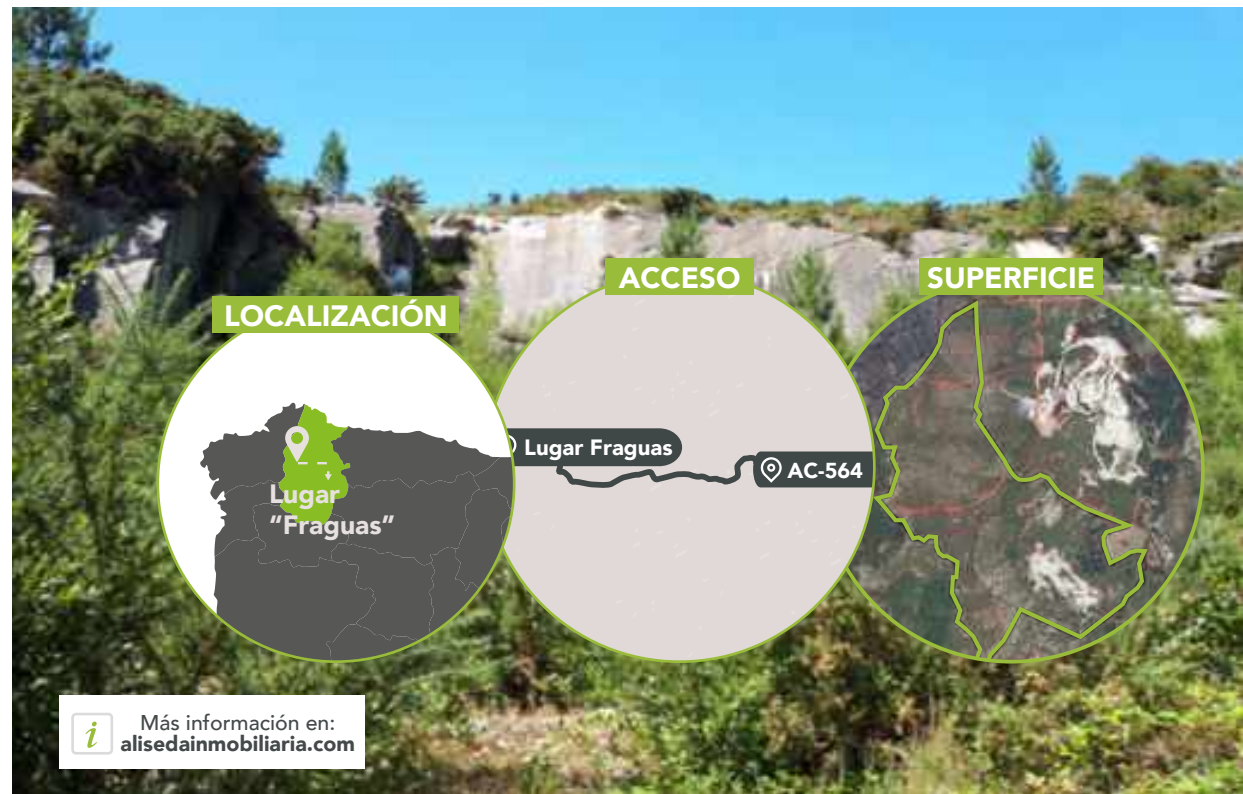 LOCALIZACIÓN
Lugar
"Fraguas"
ACCESO
Lugar Fraguas
AC-564
SUPERFICIE
i
Más información en:
alisedainmobiliaria.com